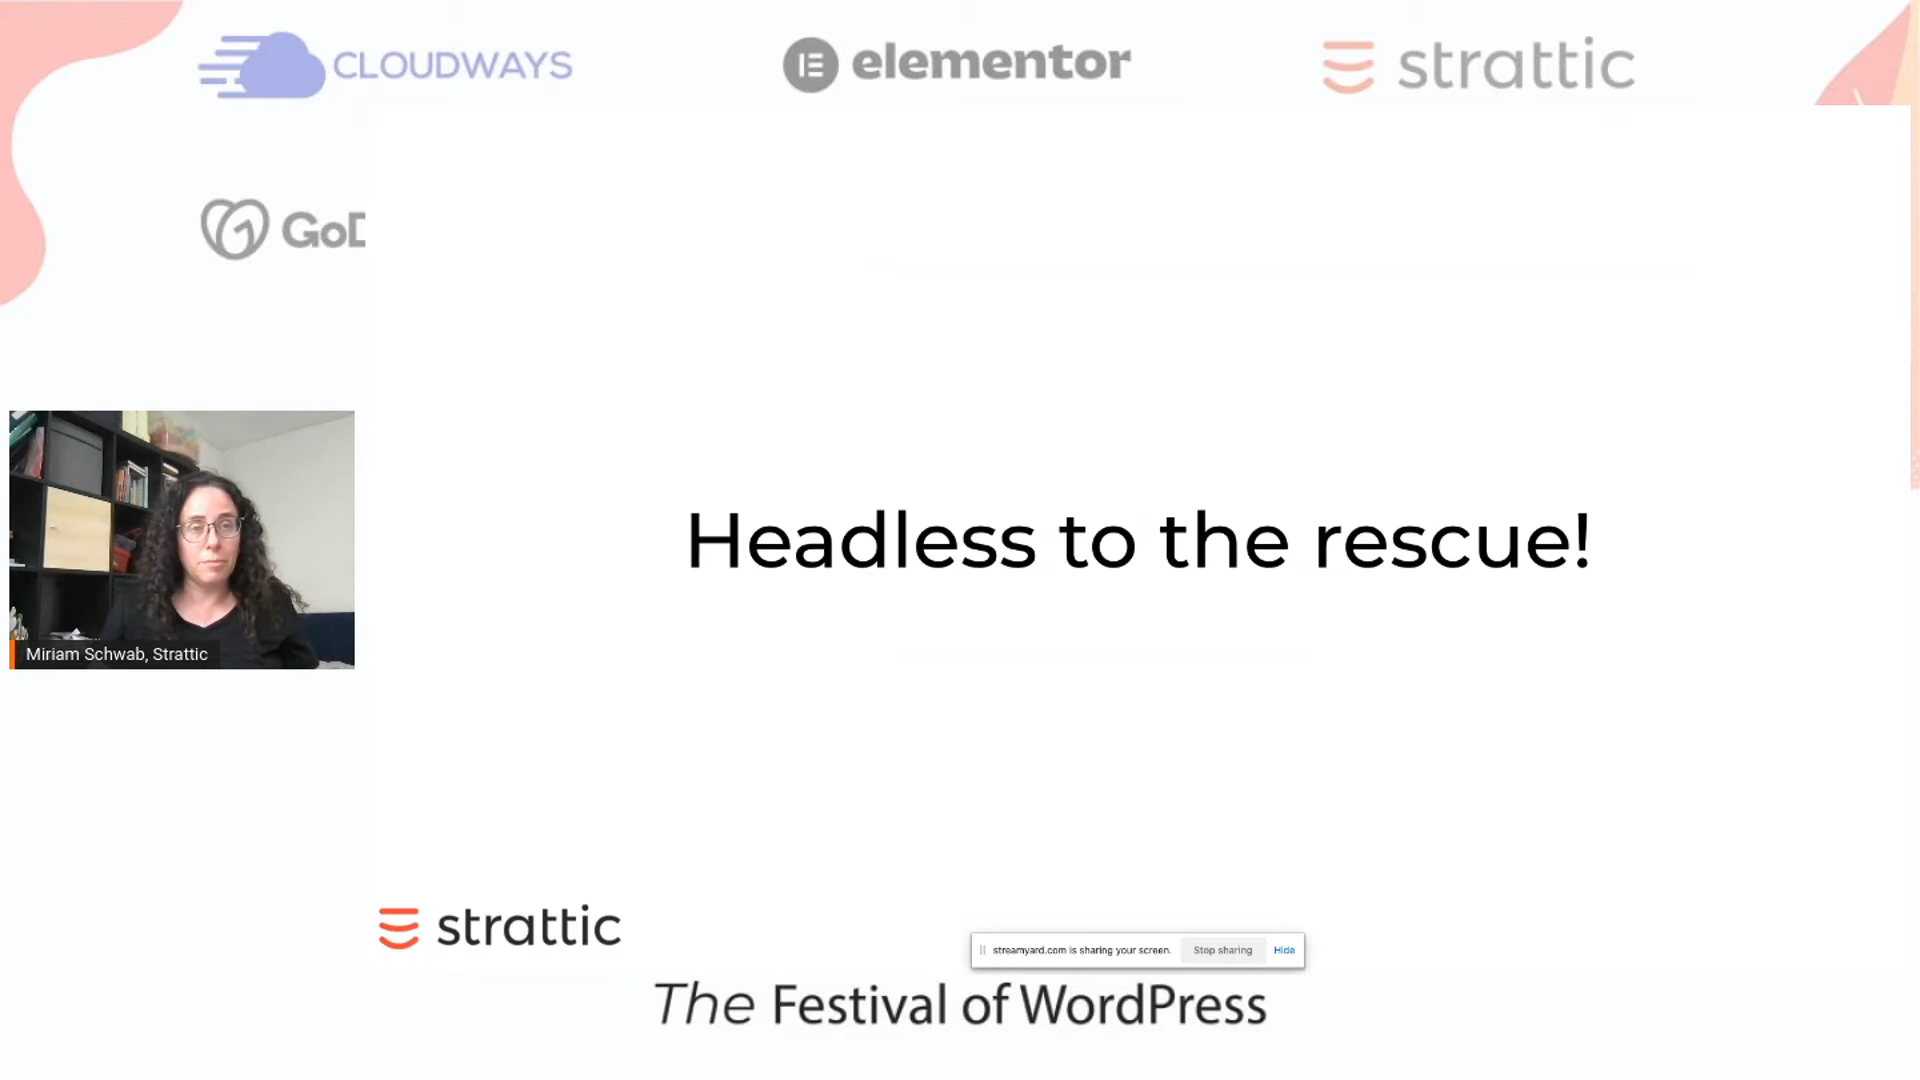 CLOUDWAYS
elementor
strattic
GoD
Headless to the rescue!
Miriam Schwab, Strattic
strattic
streamyard.com is sharing your screen. Stop sharing Hide
The Festival of WordPress